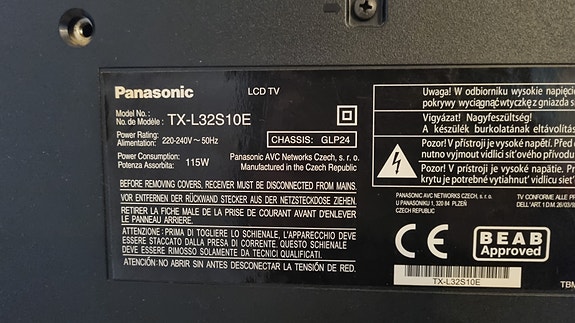 Panasonic
LCD TV
Model No.:
No. de Modèle :
TX-L32S10E
Power Rating:
Alimentation:
220-240V ~ 50Hz
CHASSIS: GLP24
Power Consumption:
Potenza Assorbita:
115W
Panasonic AVC Networks Czech, s. r. o.
Manufactured in the Czech Republic
BEFORE REMOVING COVERS, RECEIVER MUST BE DISCONNECTED FROM MAINS.
VOR ENTFERNEN DER RÜCKWAND STECKER AUS DER NETZSTECKDOSE ZIEHEN.
RETIRER LA FICHE MALE DE LA PRISE DE COURANT AVANT D'ENLEVER
LE PANNEAU ARRIERE.
ATTENZIONE: PRIMA DI TOGLIERE LO SCHIENALE, L'APPARECCHIO DEVE
ESSERE STACCATO DALLA PRESA DI CORRENTE. QUESTO SCHIENALE
DEVE ESSERE RIMOSSO SOLAMENTE DA TECNICI QUALIFICATI.
ATENCIÓN: NO ABRIR SIN ANTES DESCONECTAR LA TENSIÓN DE RED.
Uwaga! W odbiorniku wysokie napięcie
pokrywy wyciągnąć wtyczkę z gniazda s
Vigyázat! Nagyfeszültség!
A készülék burkolatának eltávolítás
Pozor! V přístroji je vysoké napětí. Před
nutno vyjmout vidlici síťového přívodu
Pozor! V prístroji je vysoké napätie. Pre
krytu je potrebné vytiahnuť vidlicu sieť
PANASONIC AVC NETWORKS CZECH, s. r. o.
U PANASONIKU 1, 320 84 PLZEŇ
CZECH REPUBLIC
TV CONFORME ALLE PR
DELL'ART. 1 D.M. 26/03/9
CE
BEAB
Approved
TX-L32S10E
TBM